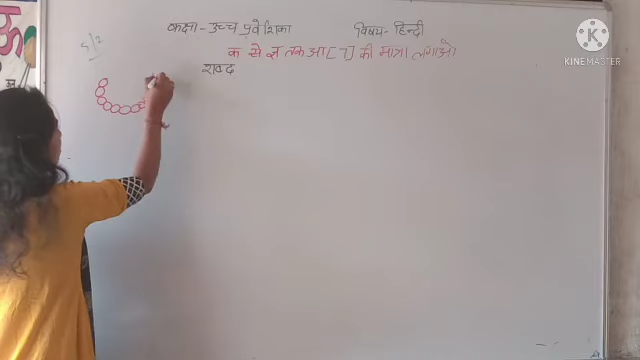 कक्षा - उच्च प्रवेशिका विषय - हिन्दी
क से ज्ञ तक आ [ ा ] की मात्रा लगाओ
शब्द
KINEMASTER